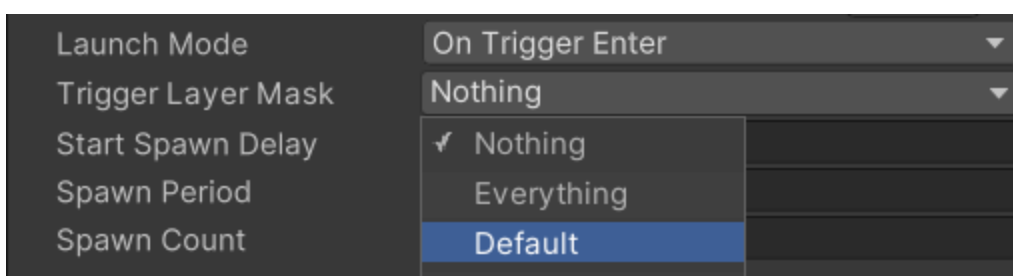 Launch Mode On Trigger Enter
Trigger Layer Mask Nothing
Start Spawn Delay Nothing
Spawn Period Everything
Spawn Count Default